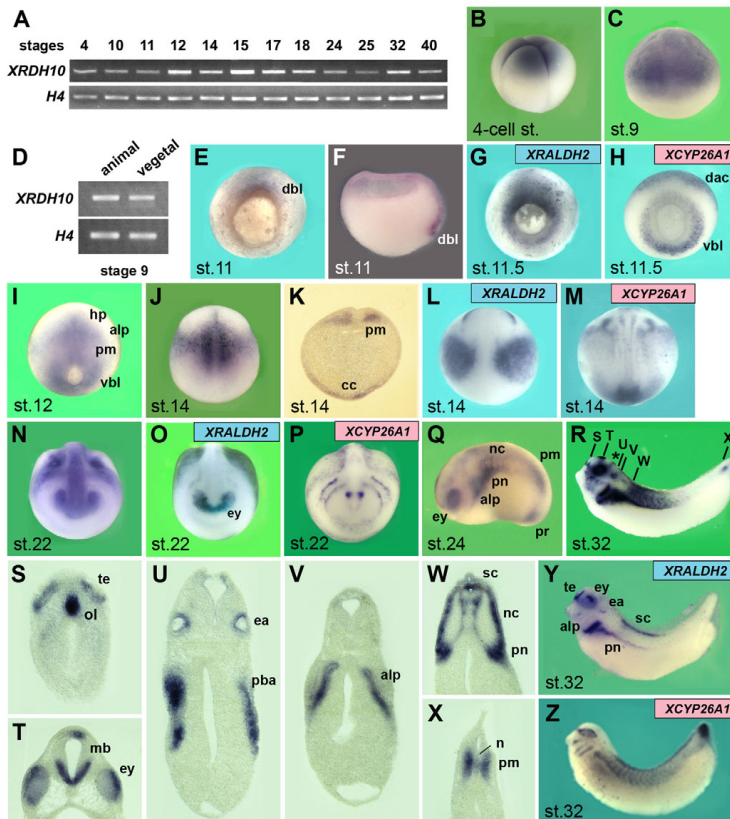 A
stages 4 10 11 12 14 15 17 18 24 25 32 40
XRDH10
H4
B
4-cell st.
C
st.9
D
animal vegetal
XRDH10
H4
stage 9
E
dbl
st.11
F
dbl
st.11
G
XRALDH2
st.11.5
H
XCYP26A1
dac
vbl
st.11.5
I
hp
alp
pm
vbl
st.12
J
st.14
K
pm
cc
st.14
L
XRALDH2
st.14
M
XCYP26A1
st.14
N
st.22
O
XRALDH2
ey
st.22
P
XCYP26A1
st.22
Q
nc
pm
pn
alp
ey
pr
st.24
R
S T * U V W X
st.32
S
te
ol
T
mb
ey
U
ea
pba
V
alp
W
sc
nc
pn
X
n
pm
Y
XRALDH2
te ey
ea
alp
sc
pn
st.32
Z
XCYP26A1
st.32